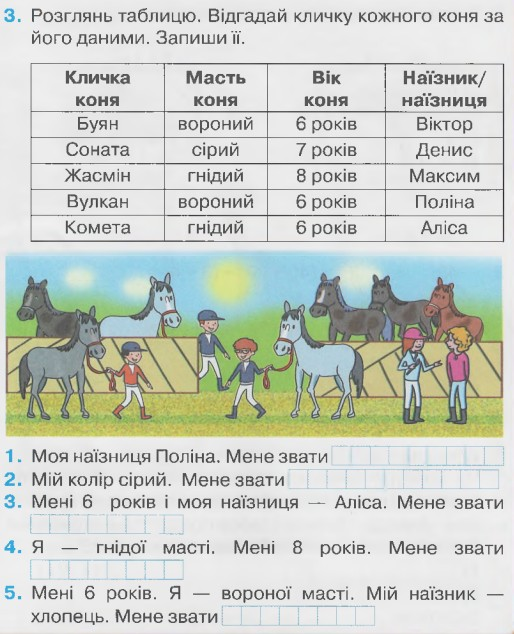 3. Розглянь таблицю. Відгадай кличку кожного коня за
його даними. Запиши її.
Кличка коня | Масть коня | Вік коня | Наїзник/наїзниця
Буян | вороний | 6 років | Віктор
Соната | сірий | 7 років | Денис
Жасмін | гнідий | 8 років | Максим
Вулкан | вороний | 6 років | Поліна
Комета | гнідий | 6 років | Аліса
1. Моя наїзниця Поліна. Мене звати
2. Мій колір сірий. Мене звати
3. Мені 6 років і моя наїзниця — Аліса. Мене звати
4. Я — гнідої масті. Мені 8 років. Мене звати
5. Мені 6 років. Я — вороної масті. Мій наїзник —
хлопець. Мене звати